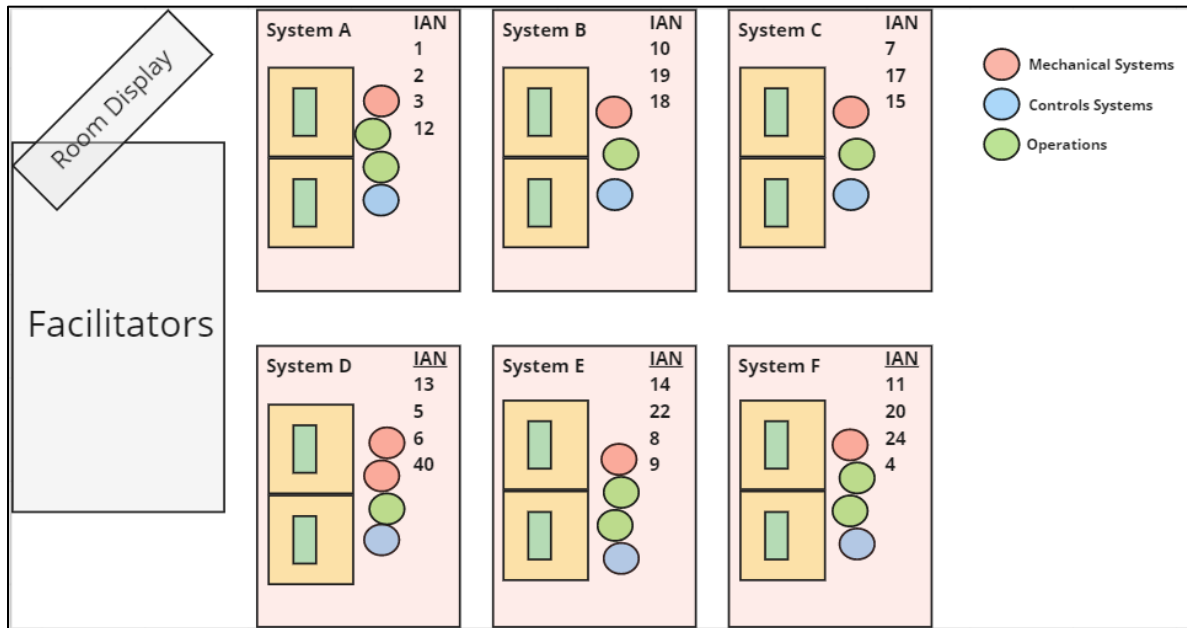 Room Display
Facilitators
System A
IAN
1
2
3
12
System B
IAN
10
19
18
System C
IAN
7
17
15
Mechanical Systems
Controls Systems
Operations
System D
IAN
13
5
6
40
System E
IAN
14
22
8
9
System F
IAN
11
20
24
4